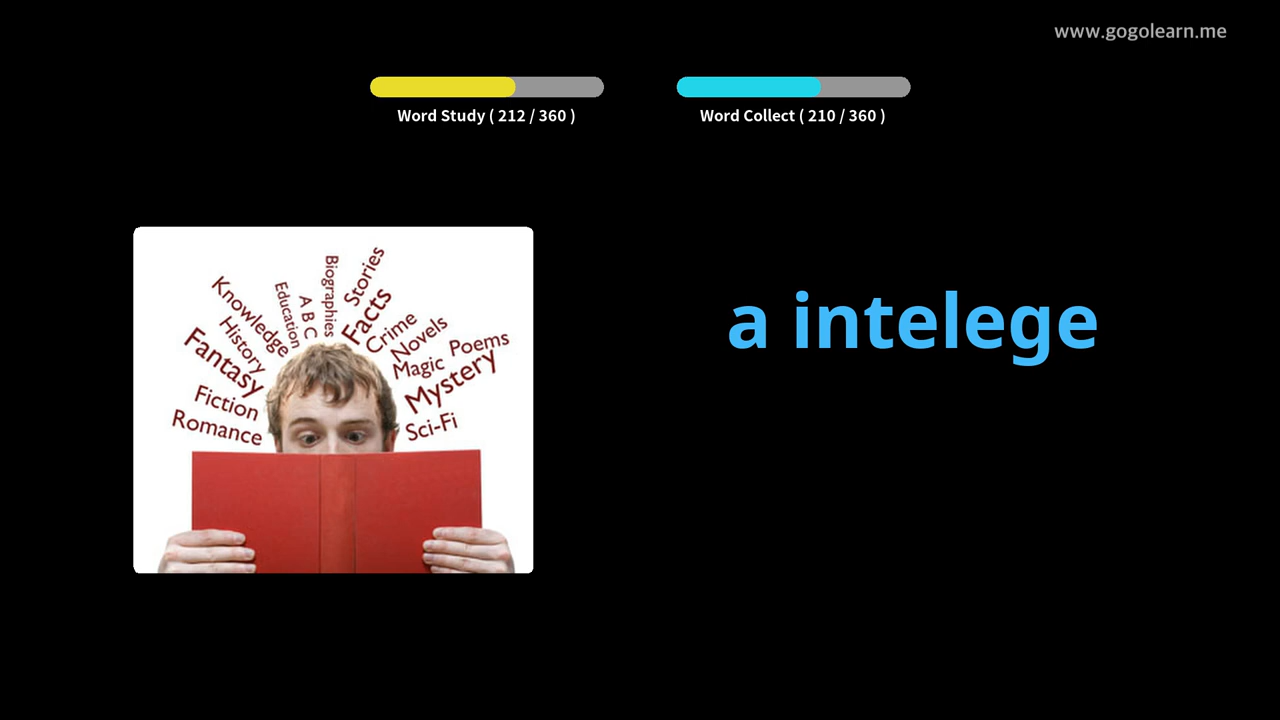 www.gogolearn.me
Word Study ( 212 / 360 )
Word Collect ( 210 / 360 )
a intelege
Stories
Biographies
Facts
A B C
Education
Knowledge
Crime
History
Novels
Poems
Fantasy
Magic
Mystery
Fiction
Sci-Fi
Romance